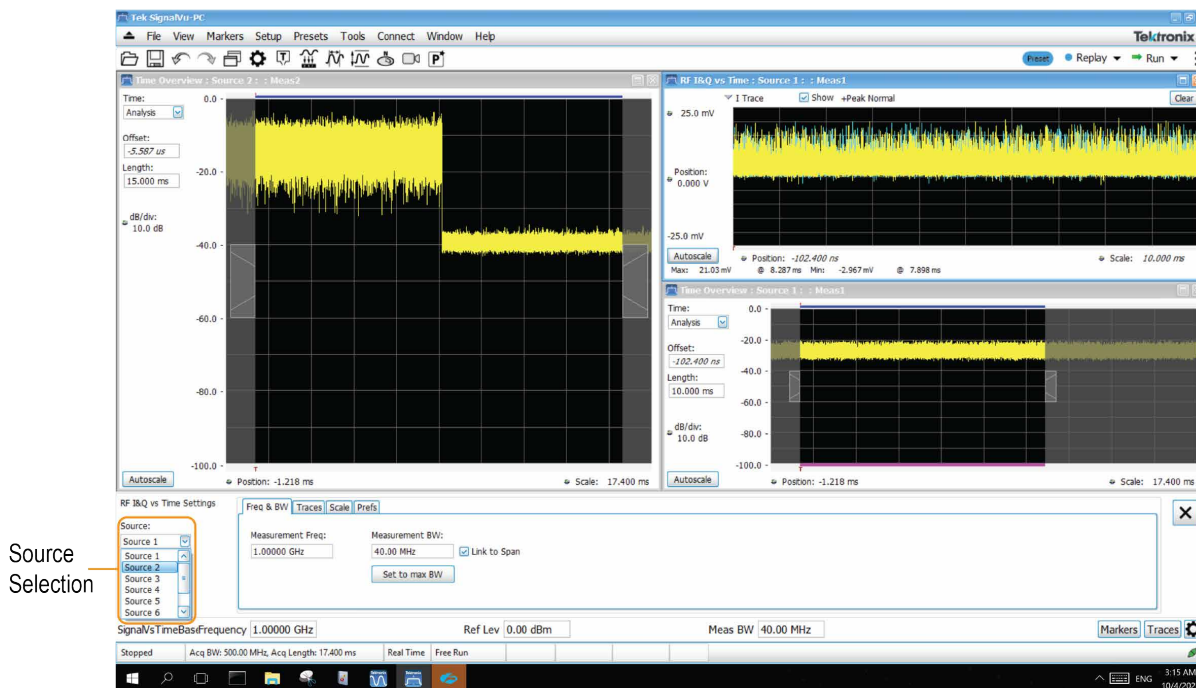 Tek SignalVu-PC
File View Markers Setup Presets Tools Connect Window Help
Tektronix
Preset Replay Run
Time Overview : Source 2 : : Meas2
Time:
Analysis
Offset:
-5.587 us
Length:
15.000 ms
dB/div:
10.0 dB
0.0
-20.0
-40.0
-60.0
-80.0
-100.0
T
Autoscale
Position: -1.218 ms
Scale: 17.400 ms
RF I&Q vs Time : Source 1 : : Meas1
I Trace
Show
+Peak Normal
Clear
25.0 mV
Position:
0.000 V
-25.0 mV
Autoscale
Position: -102.400 ns
Scale: 10.000 ms
Max: 21.03 mV @ 8.287 ms Min: -2.967 mV @ 7.898 ms
Time Overview : Source 1 : : Meas1
Time:
Analysis
Offset:
-102.400 ns
Length:
10.000 ms
dB/div:
10.0 dB
0.0
-20.0
-40.0
-60.0
-80.0
-100.0
T
Autoscale
Position: -1.218 ms
Scale: 17.400 ms
RF I&Q vs Time Settings
Source:
Source 1
Source 1
Source 2
Source 3
Source 4
Source 5
Source 6
Source
Selection
Freq & BW Traces Scale Prefs
Measurement Freq:
1.00000 GHz
Measurement BW:
40.00 MHz
Link to Span
Set to max BW
SignalVsTimeBaseFrequency 1.00000 GHz
Ref Lev 0.00 dBm
Meas BW 40.00 MHz
Markers Traces
Stopped
Acq BW: 500.00 MHz, Acq Length: 17.400 ms
Real Time
Free Run
ENG
3:15 AM